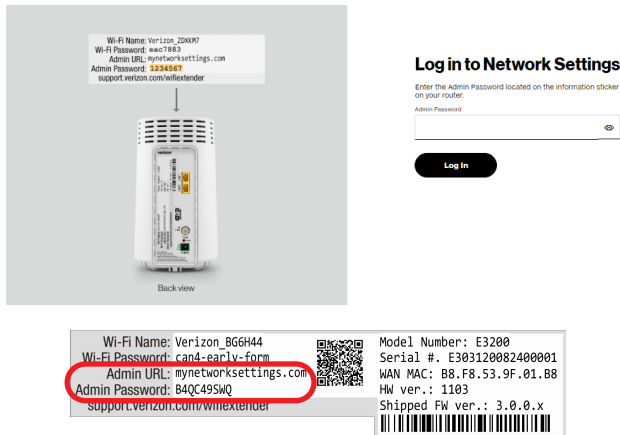 Wi-Fi Name: Verizon_ZDXKM7
Wi-Fi Password: eac7883
Admin URL: mynetworksettings.com
Admin Password: 1234567
support.verizon.com/wifiextender
Back view
Log in to Network Settings
Enter the Admin Password located on the information sticker
on your router.
Admin Password
Log In
Wi-Fi Name: Verizon_BG6H44
Wi-Fi Password: can4-early-form
Admin URL: mynetworksettings.com
Admin Password: B4QC49SWQ
support.verizon.com/wifiextender
Model Number: E3200
Serial #. E303120082400001
WAN MAC: B8.F8.53.9F.01.B8
HW ver.: 1103
Shipped FW ver.: 3.0.0.x